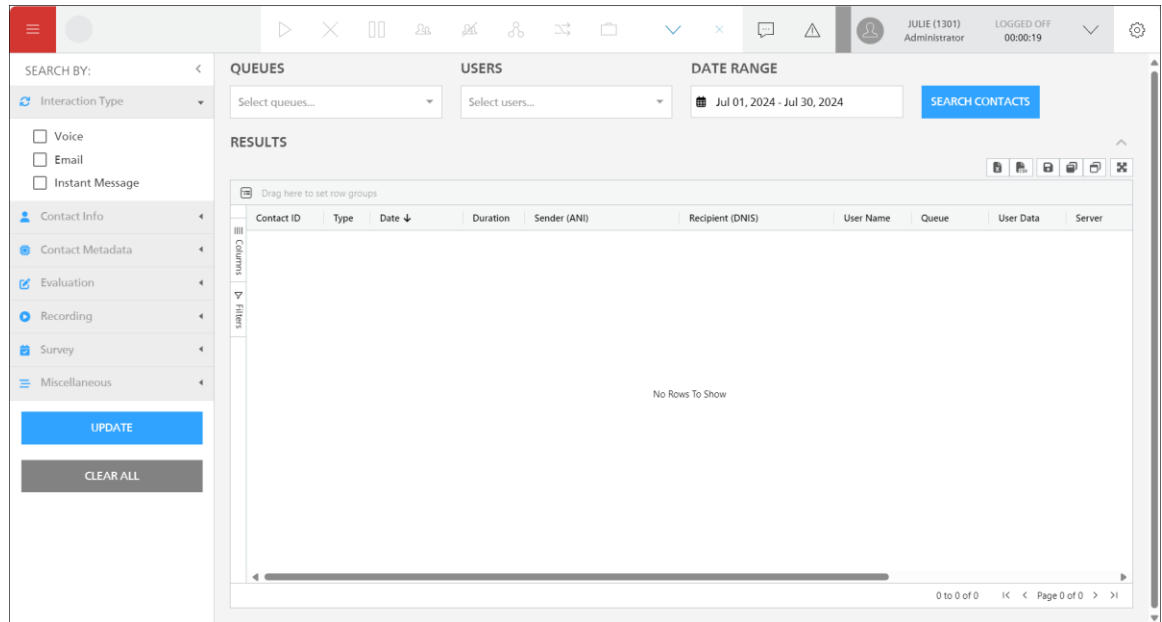 JULIE (1301)
Administrator
LOGGED OFF
00:00:19
SEARCH BY:
Interaction Type
Voice
Email
Instant Message
Contact Info
Contact Metadata
Evaluation
Recording
Survey
Miscellaneous
UPDATE
CLEAR ALL
QUEUES
Select queues...
USERS
Select users...
DATE RANGE
Jul 01, 2024 - Jul 30, 2024
SEARCH CONTACTS
RESULTS
Drag here to set row groups
Contact ID Type Date Duration Sender (ANI) Recipient (DNIS) User Name Queue User Data Server
Columns
Filters
No Rows To Show
0 to 0 of 0 Page 0 of 0